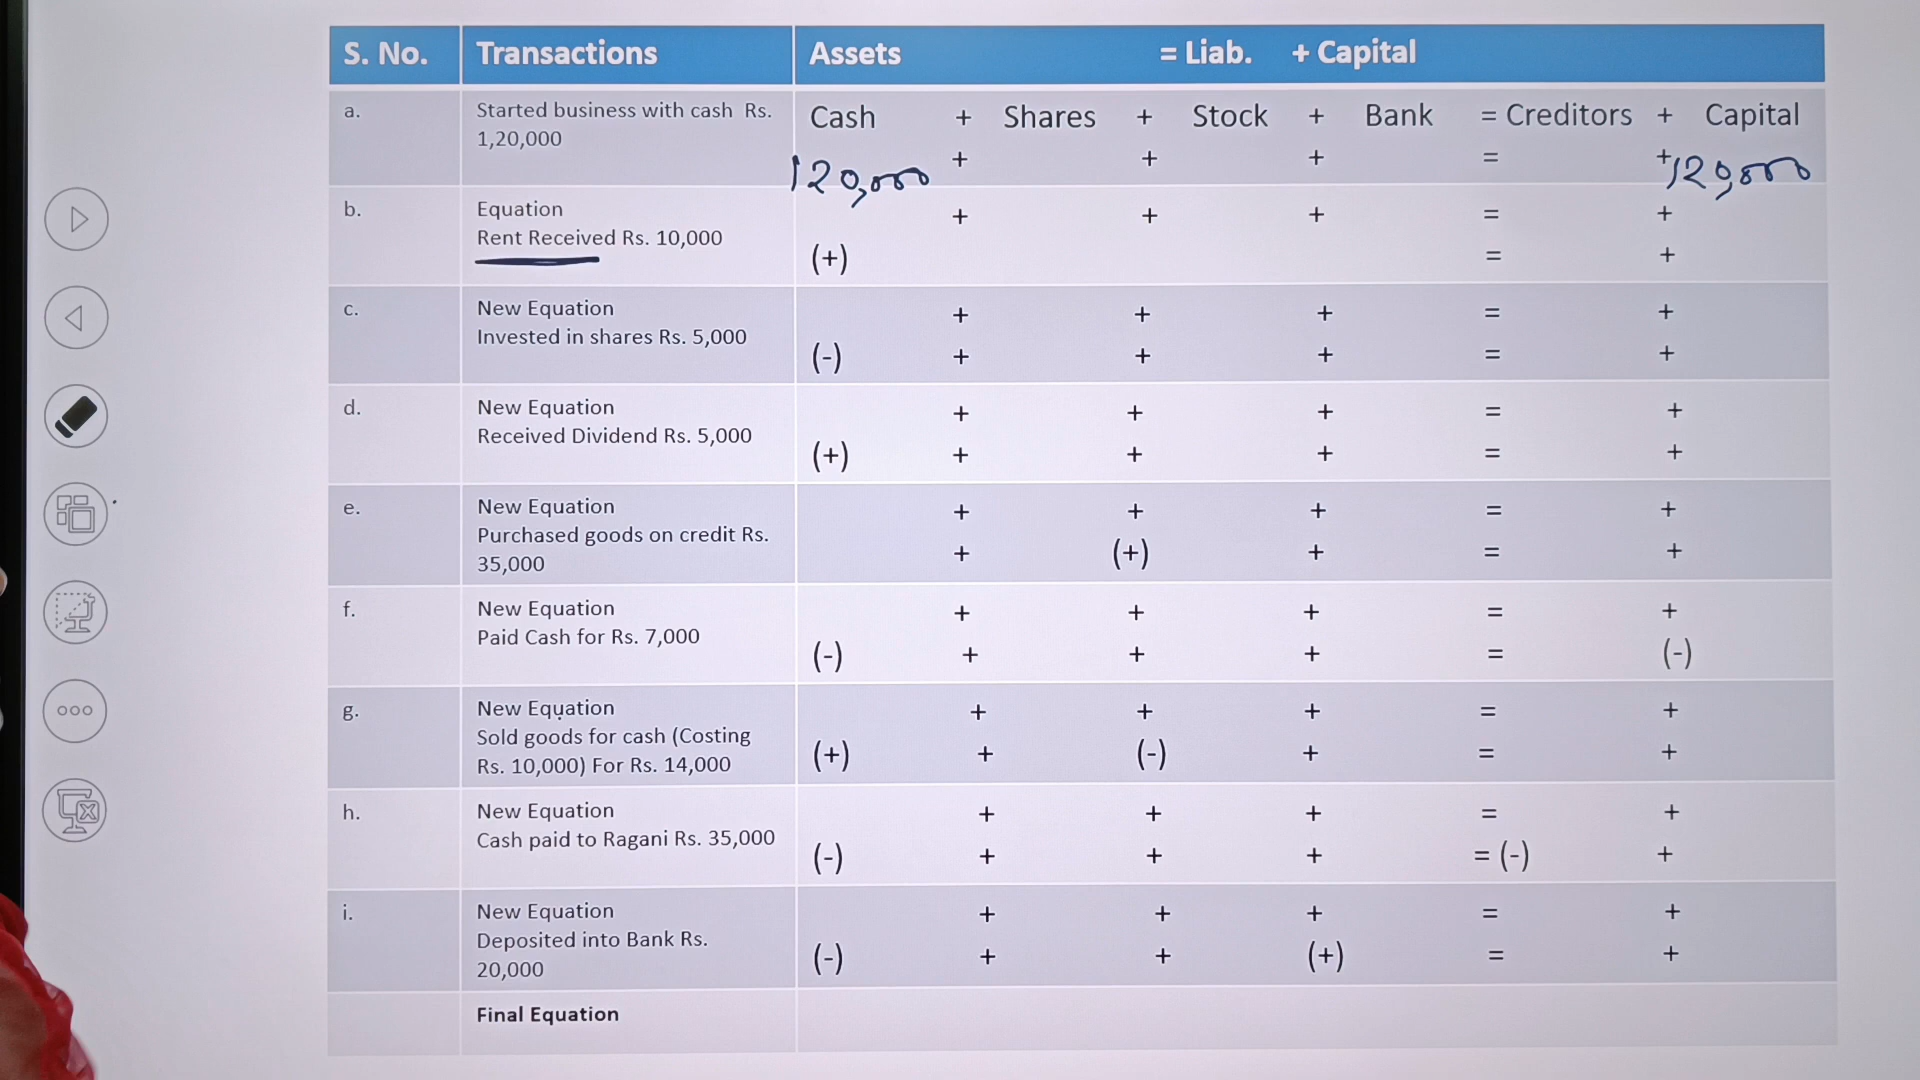 S. No. Transactions Assets = Liab. + Capital
a. Started business with cash Rs. Cash + Shares + Stock + Bank = Creditors + Capital
1,20,000 120,000 + + + = + 120,000
b. Equation + + + = +
Rent Received Rs. 10,000 (+) = +
c. New Equation + + + = +
Invested in shares Rs. 5,000 (-) + + + = +
d. New Equation + + + = +
Received Dividend Rs. 5,000 (+) + + + = +
e. New Equation + + + = +
Purchased goods on credit Rs. + (+) + = +
35,000
f. New Equation + + + = +
Paid Cash for Rs. 7,000 (-) + + + = (-)
g. New Equation + + + = +
Sold goods for cash (Costing (+) + (-) + = +
Rs. 10,000) For Rs. 14,000
h. New Equation + + + = +
Cash paid to Ragani Rs. 35,000 (-) + + + = (-) +
i. New Equation + + + = +
Deposited into Bank Rs. (-) + + (+) = +
20,000
Final Equation